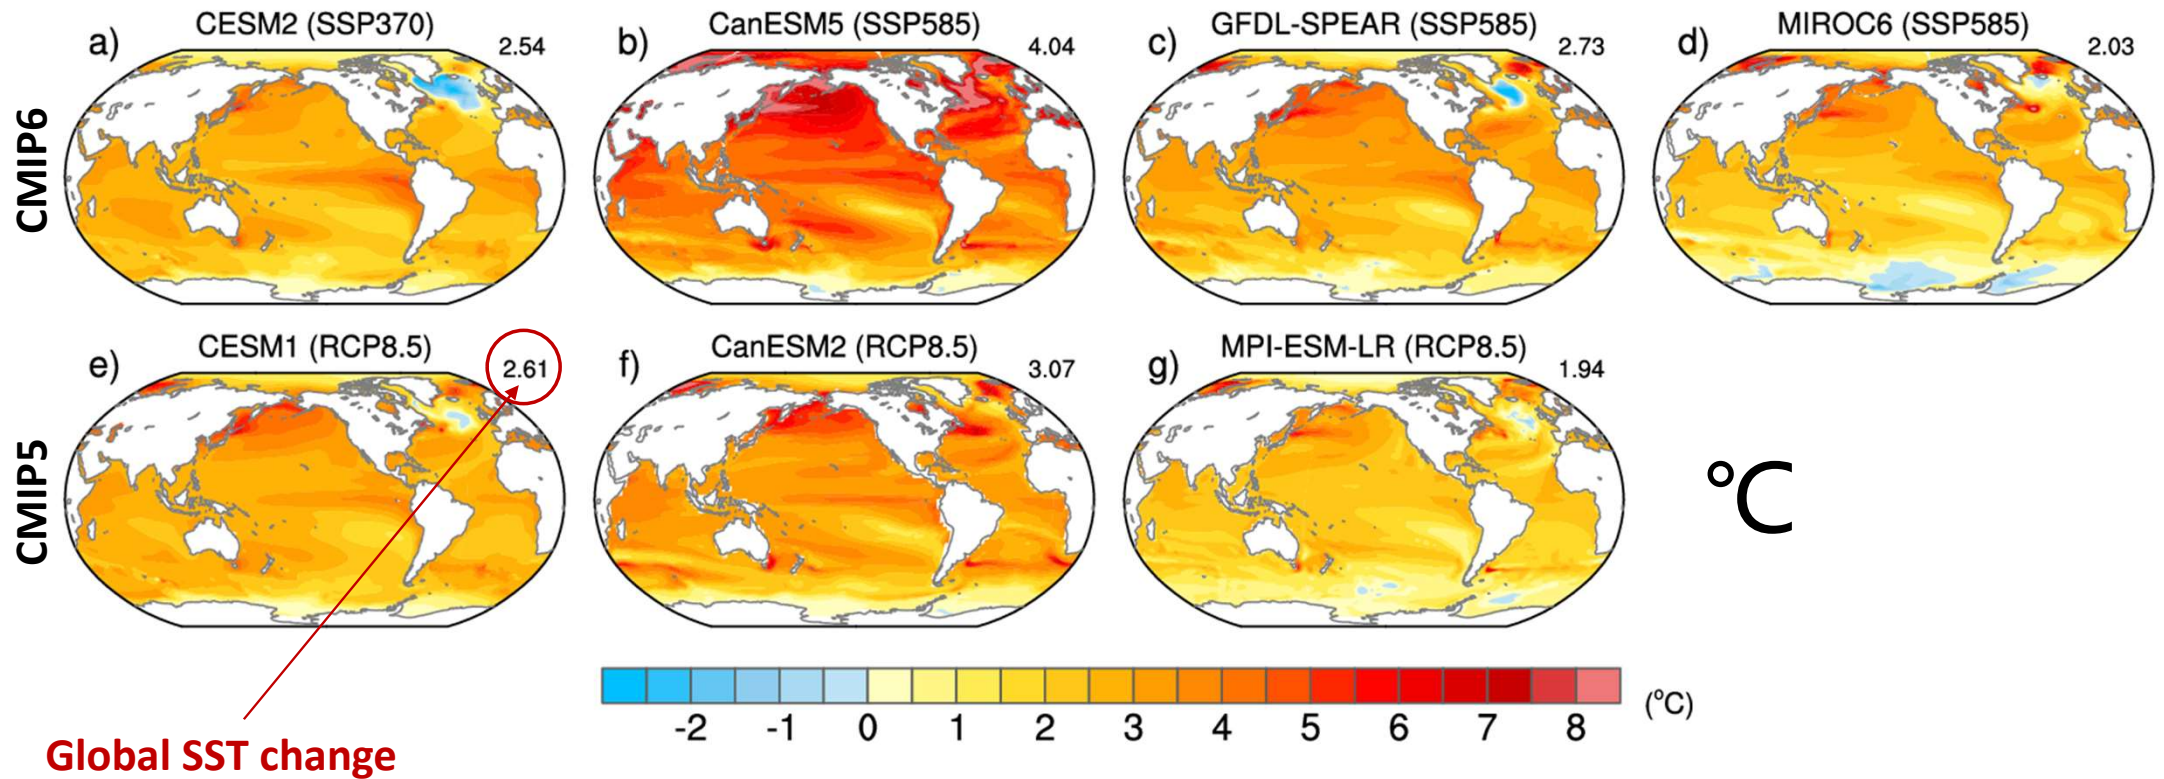 CMIP6
a) CESM2 (SSP370) 2.54
b) CanESM5 (SSP585) 4.04
c) GFDL-SPEAR (SSP585) 2.73
d) MIROC6 (SSP585) 2.03
CMIP5
e) CESM1 (RCP8.5) 2.61
f) CanESM2 (RCP8.5) 3.07
g) MPI-ESM-LR (RCP8.5) 1.94
℃
-2 -1 0 1 2 3 4 5 6 7 8 (°C)
Global SST change